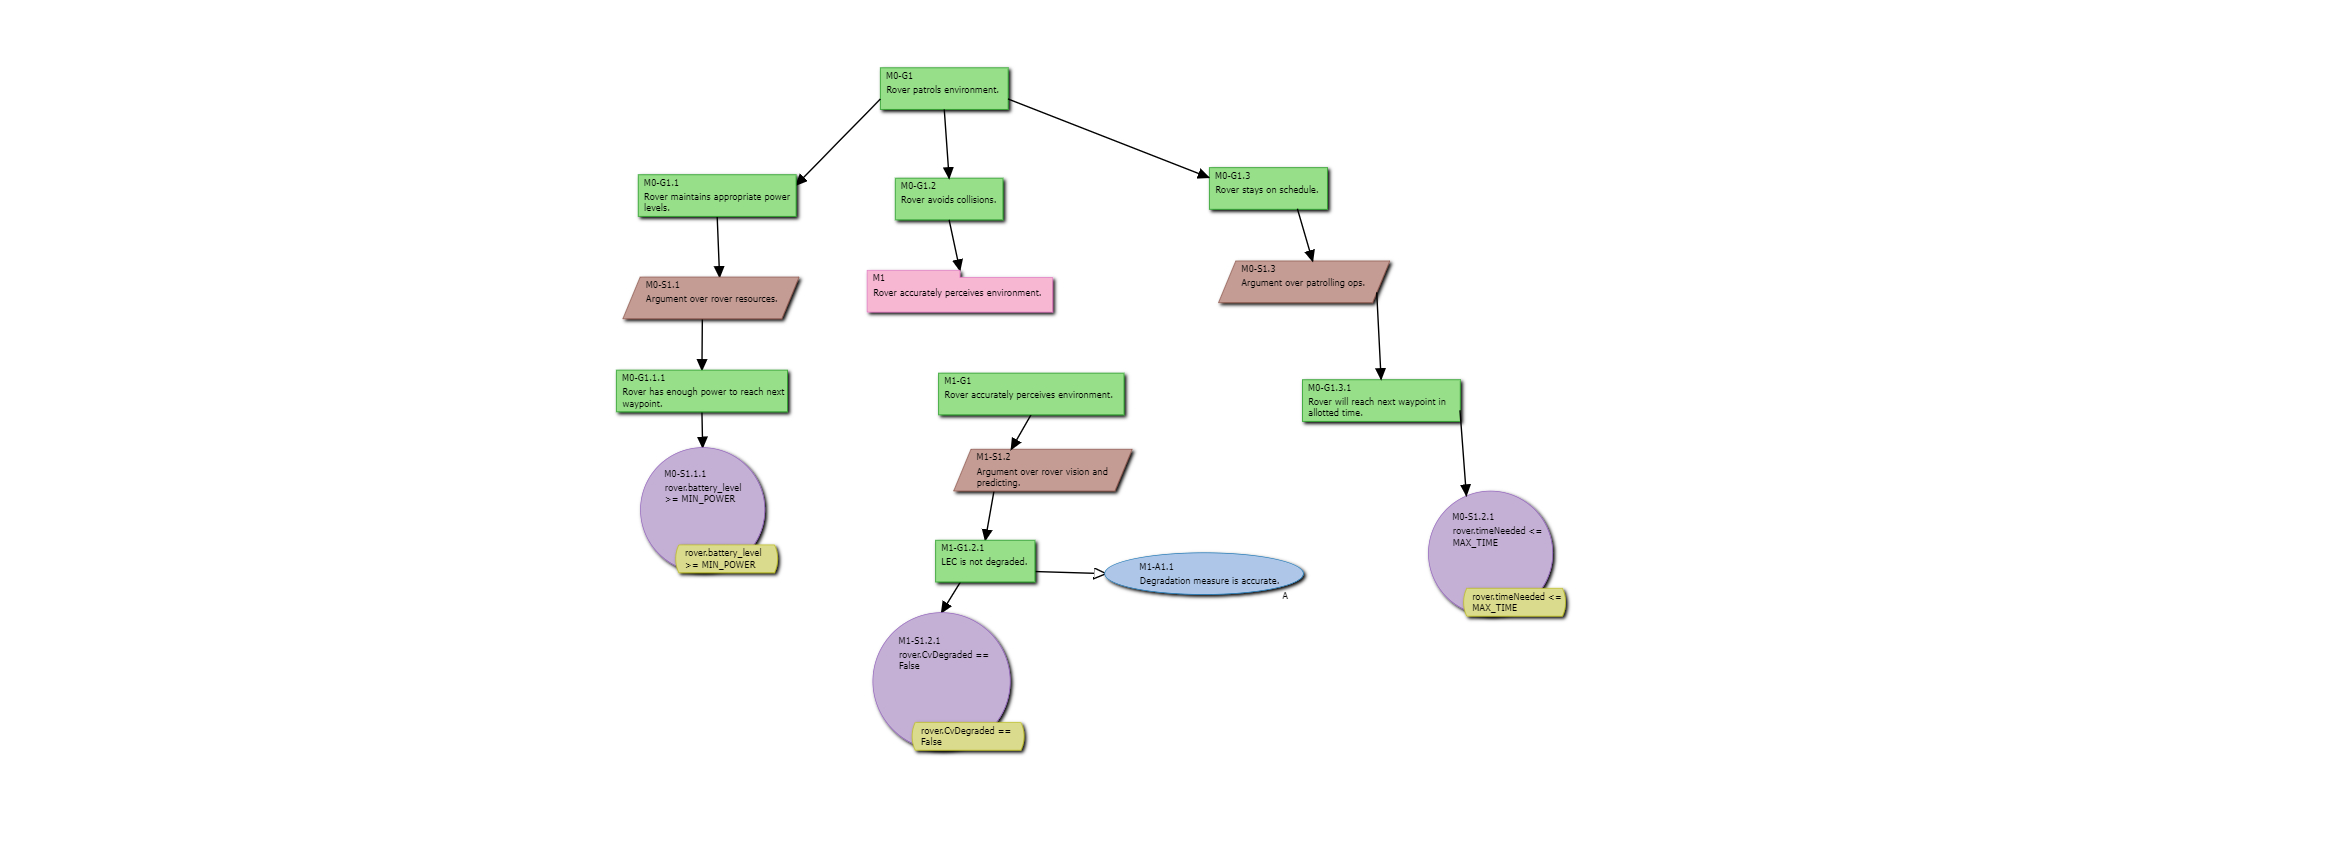 M0-G1
Rover patrols environment.
M0-G1.1
Rover maintains appropriate power
levels.
M0-G1.2
Rover avoids collisions.
M0-G1.3
Rover stays on schedule.
M0-S1.1
Argument over rover resources.
M1
Rover accurately perceives environment.
M0-S1.3
Argument over patrolling ops.
M0-G1.1.1
Rover has enough power to reach next
waypoint.
M1-G1
Rover accurately perceives environment.
M0-G1.3.1
Rover will reach next waypoint in
allotted time.
M0-S1.1.1
rover.battery_level
>= MIN_POWER
rover.battery_level
>= MIN_POWER
M1-S1.2
Argument over rover vision and
predicting.
M0-S1.2.1
rover.timeNeeded <=
MAX_TIME
rover.timeNeeded <=
MAX_TIME
M1-G1.2.1
LEC is not degraded.
M1-A1.1
Degradation measure is accurate.
A
M1-S1.2.1
rover.CvDegraded ==
False
rover.CvDegraded ==
False